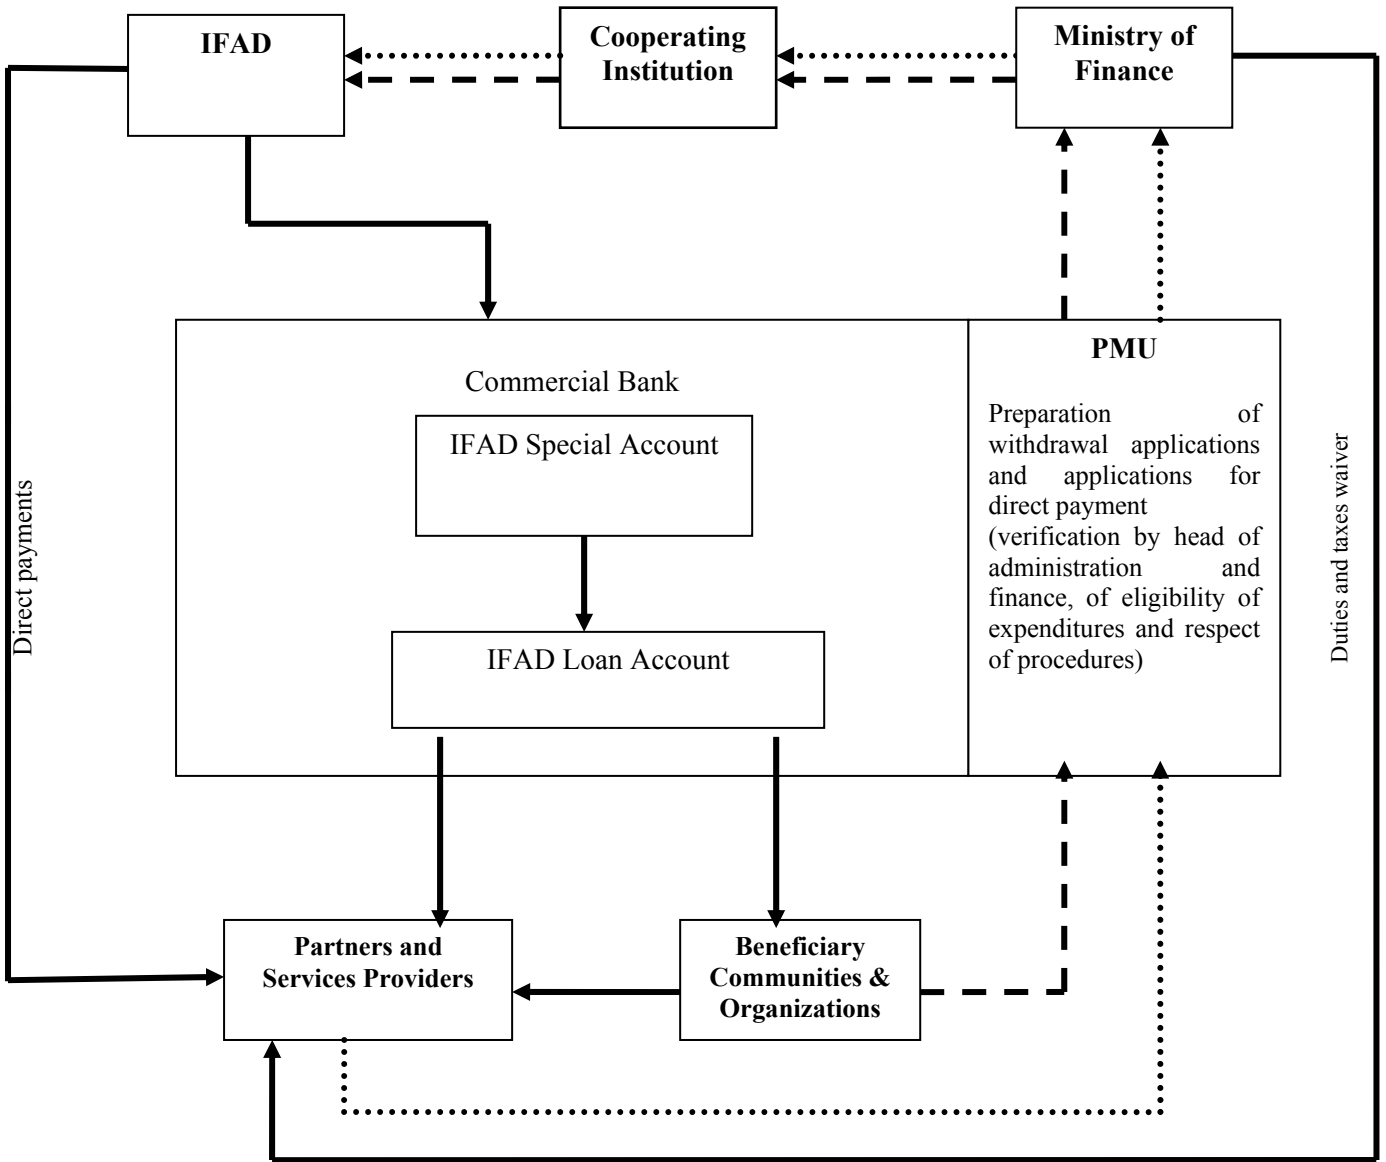 IFAD
Cooperating
Institution
Ministry of
Finance
PMU
Commercial Bank
IFAD Special Account
IFAD Loan Account
Preparation of
withdrawal applications
and applications for
direct payment
(verification by head of
administration and
finance, of eligibility of
expenditures and respect
of procedures)
Direct payments
Duties and taxes waiver
Partners and
Services Providers
Beneficiary
Communities &
Organizations